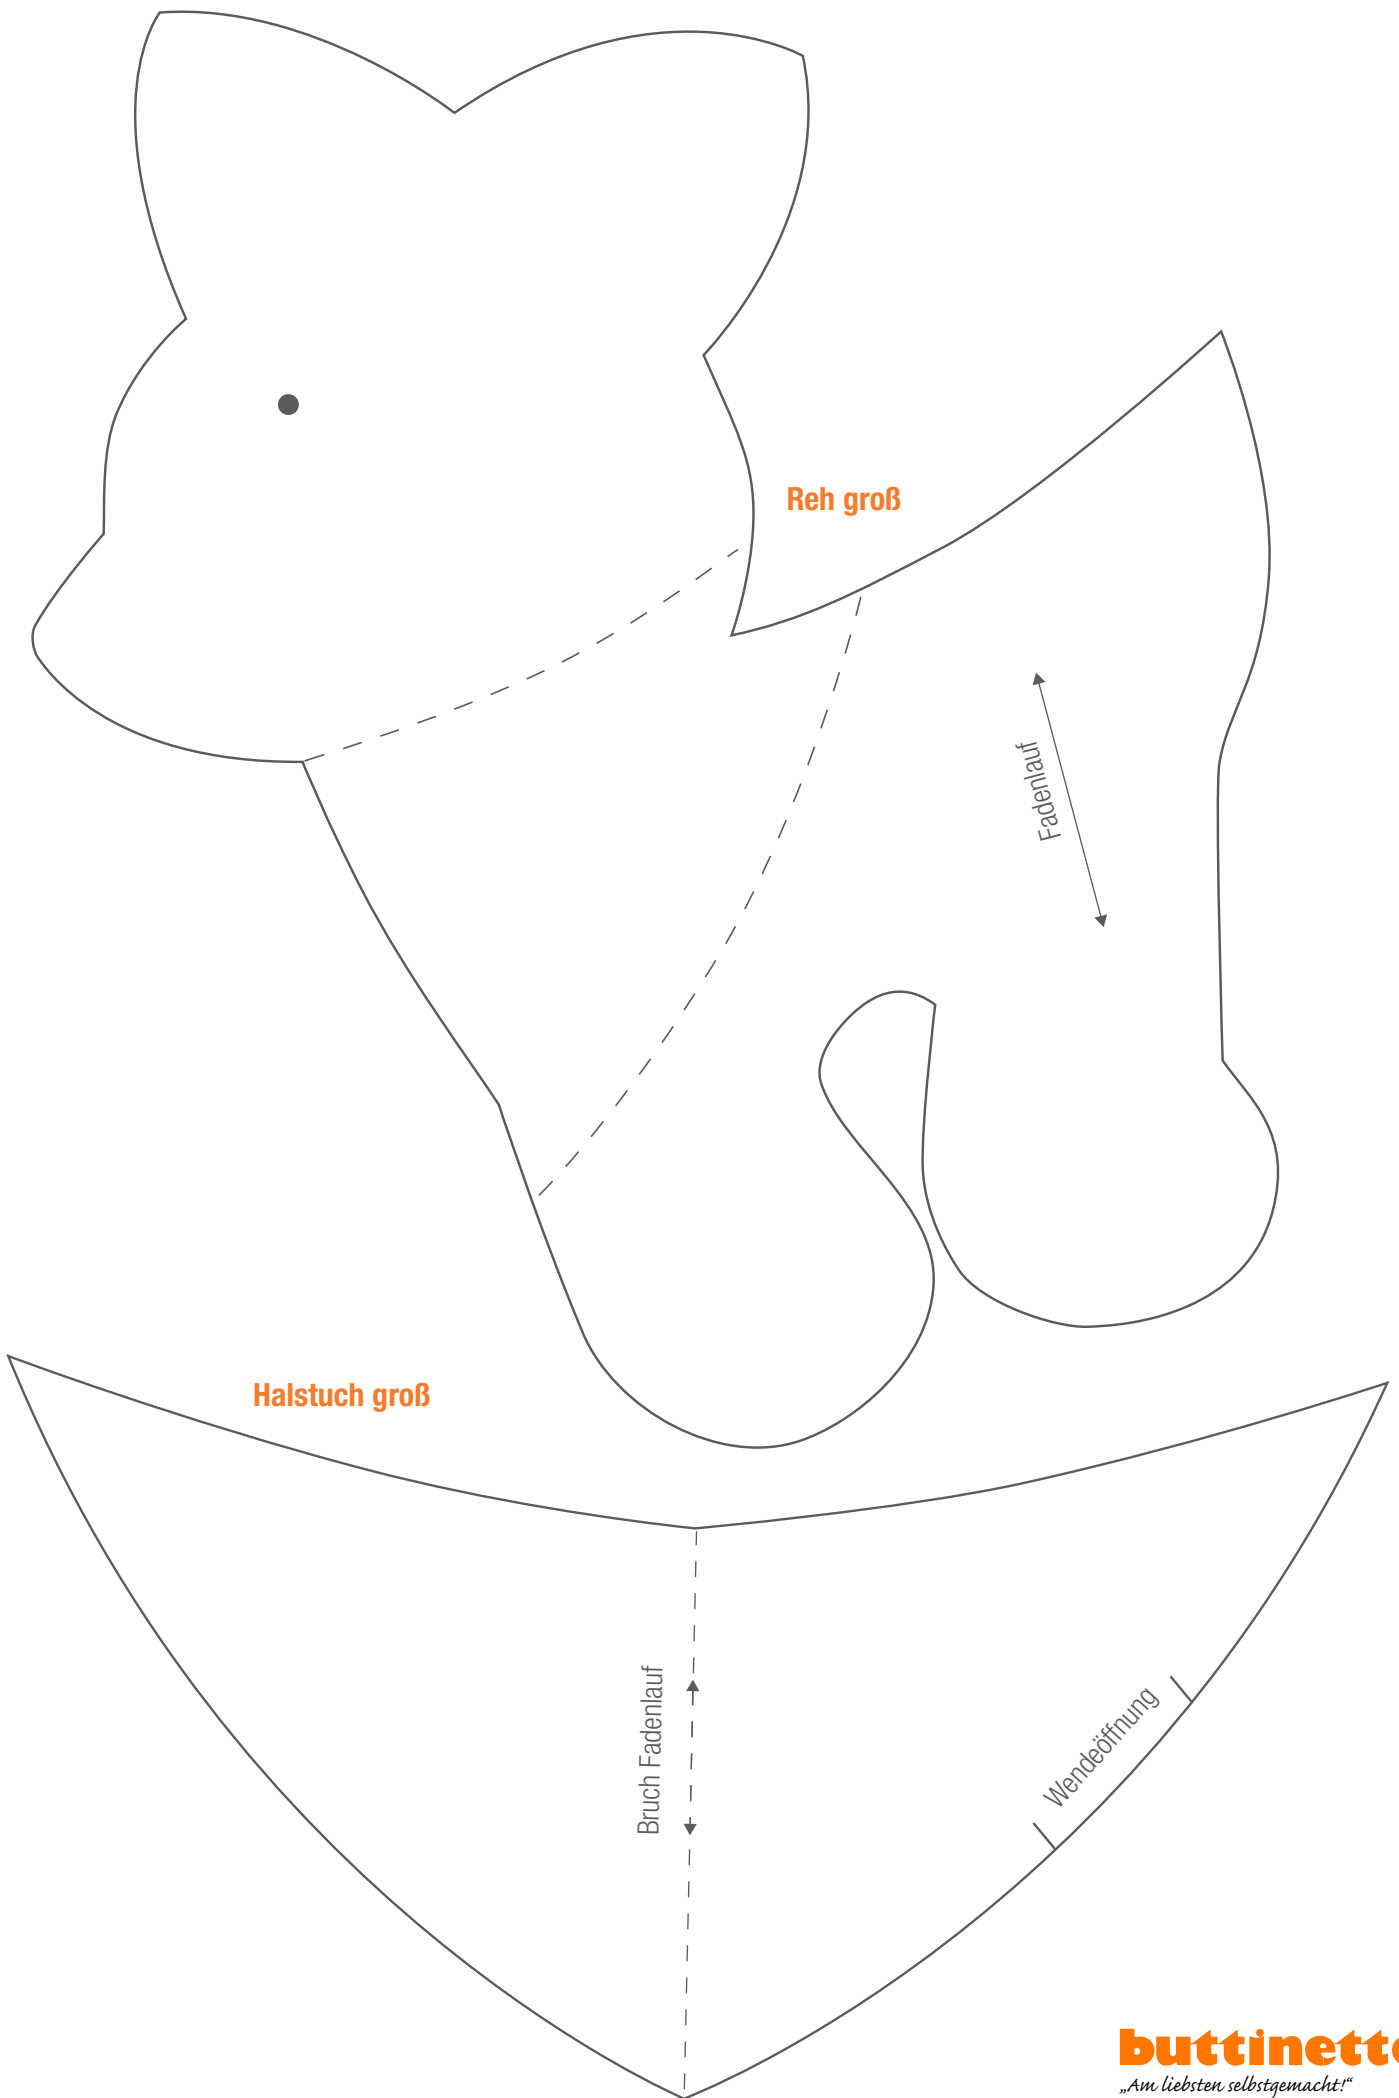 Reh groß
Fadenlauf
Halstuch groß
Bruch Fadenlauf
Wendeöffnung
buttinette
„Am liebsten selbstgemacht!“